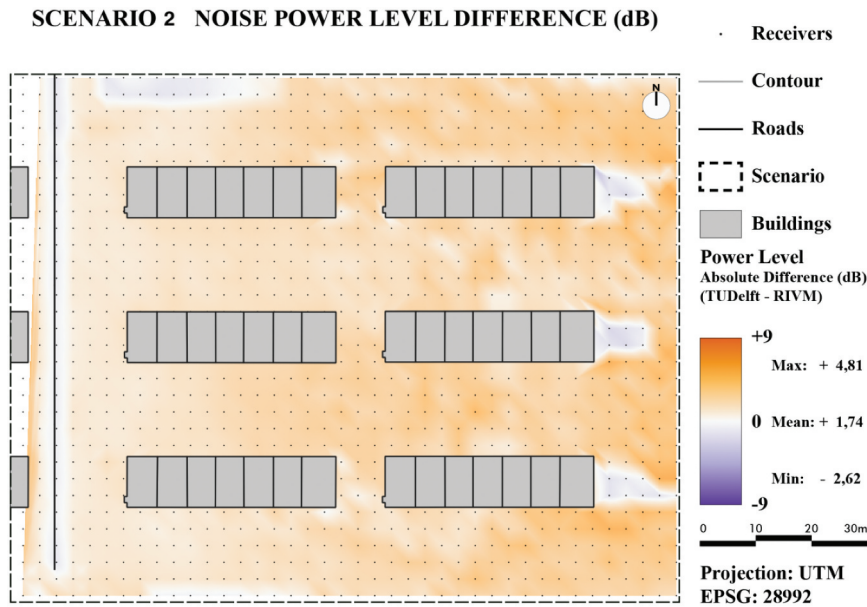 SCENARIO 2 NOISE POWER LEVEL DIFFERENCE (dB)
N
Receivers
Contour
Roads
Scenario
Buildings
Power Level
Absolute Difference (dB)
(TUDelft - RIVM)
+9
Max: + 4,81
0 Mean: + 1,74
Min: - 2,62
-9
0 10 20 30m
Projection: UTM
EPSG: 28992